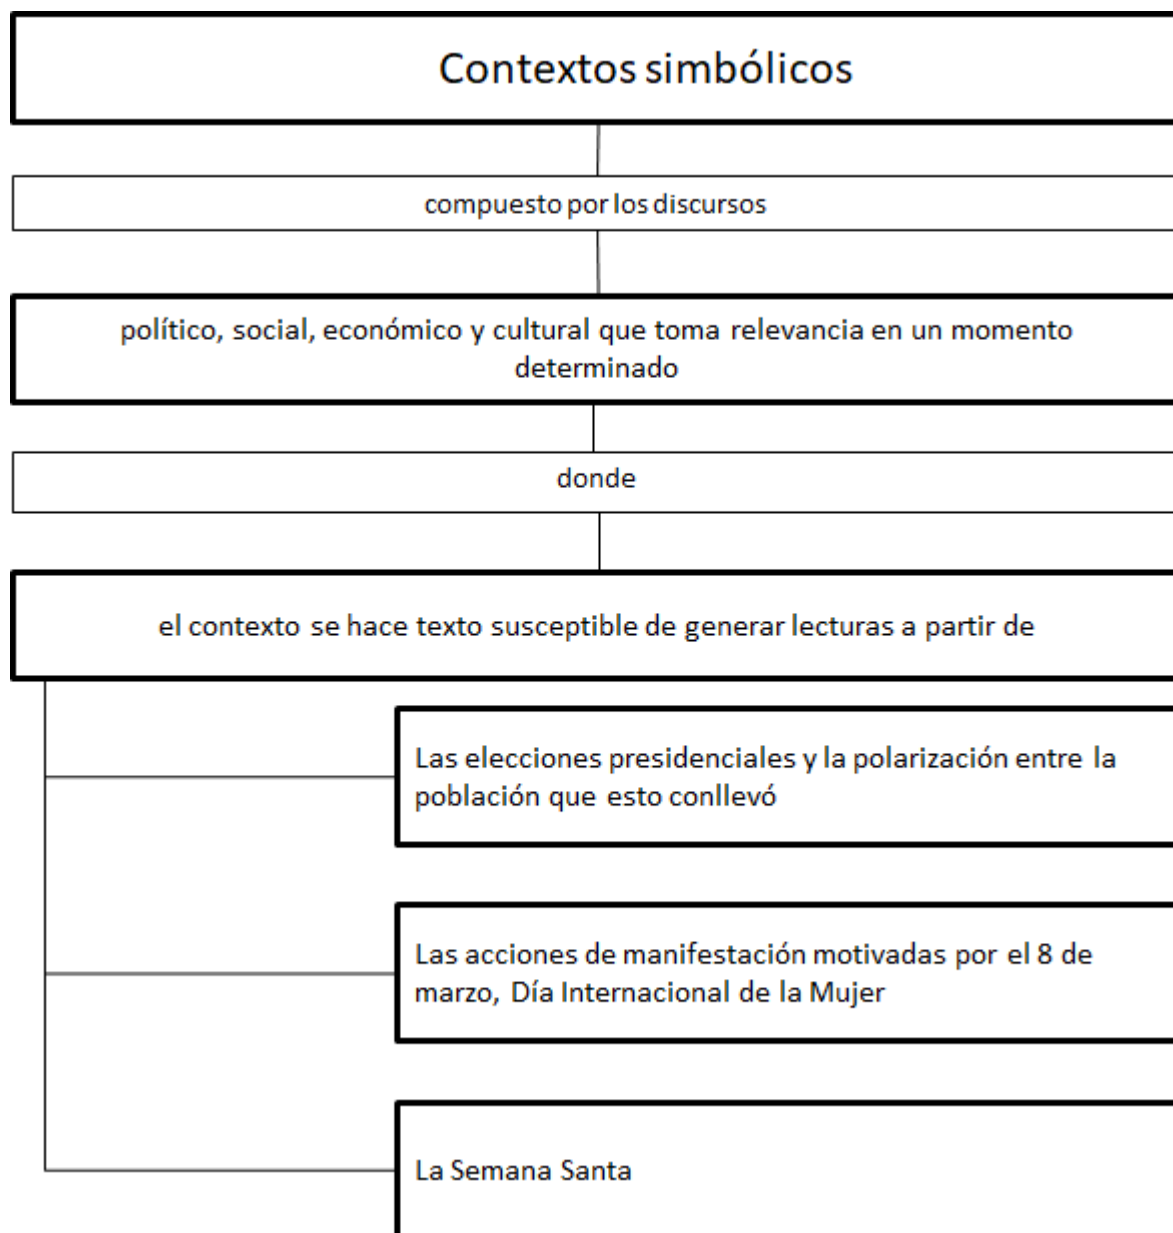 Contextos simbólicos
compuesto por los discursos
político, social, económico y cultural que toma relevancia en un momento
determinado
donde
el contexto se hace texto susceptible de generar lecturas a partir de
Las elecciones presidenciales y la polarización entre la
población que esto conllevó
Las acciones de manifestación motivadas por el 8 de
marzo, Día Internacional de la Mujer
La Semana Santa